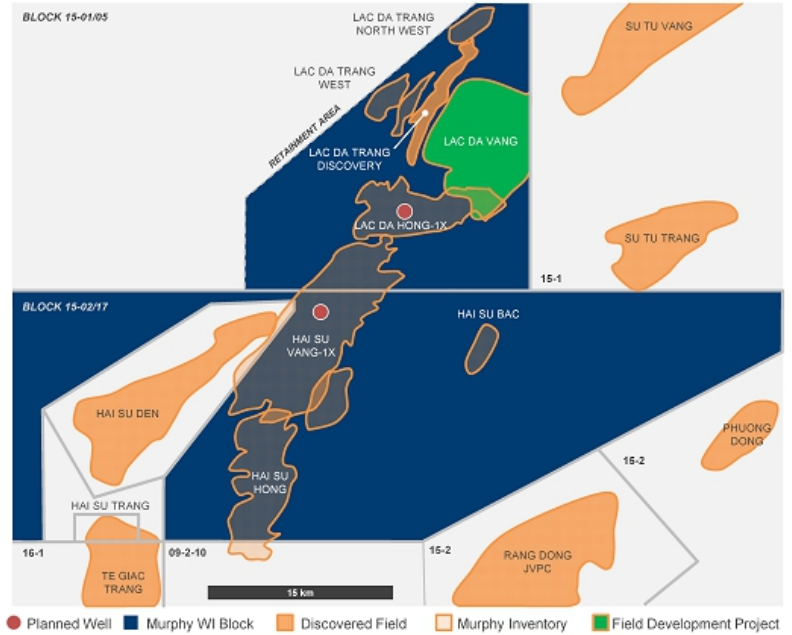 BLOCK 15-01/05
LAC DA TRANG
NORTH WEST
SU TU VANG
LAC DA TRANG
WEST
RETAINMENT AREA
LAC DA VANG
LAC DA TRANG
DISCOVERY
LAC DA HONG-1X
SU TU TRANG
15-1
BLOCK 15-02/17
HAI SU BAC
HAI SU
VANG-1X
HAI SU DEN
PHUONG
DONG
15-2
HAI SU
HONG
HAI SU TRANG
16-1
09-2-10
15-2
RANG DONG
JVPC
TE GIAC
TRANG
15 km
Planned Well
Murphy WI Block
Discovered Field
Murphy Inventory
Field Development Project